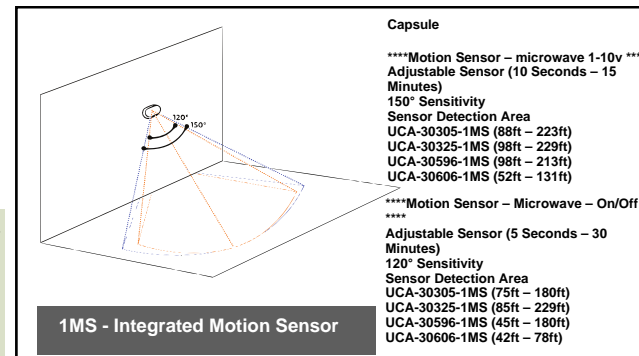 120°
150°
1MS - Integrated Motion Sensor
Capsule
****Motion Sensor – microwave 1-10v ***
Adjustable Sensor (10 Seconds – 15
Minutes)
150° Sensitivity
Sensor Detection Area
UCA-30305-1MS (88ft – 223ft)
UCA-30325-1MS (98ft – 229ft)
UCA-30596-1MS (98ft – 213ft)
UCA-30606-1MS (52ft – 131ft)
****Motion Sensor – Microwave – On/Off
****
Adjustable Sensor (5 Seconds – 30
Minutes)
120° Sensitivity
Sensor Detection Area
UCA-30305-1MS (75ft – 180ft)
UCA-30325-1MS (85ft – 229ft)
UCA-30596-1MS (45ft – 180ft)
UCA-30606-1MS (42ft – 78ft)